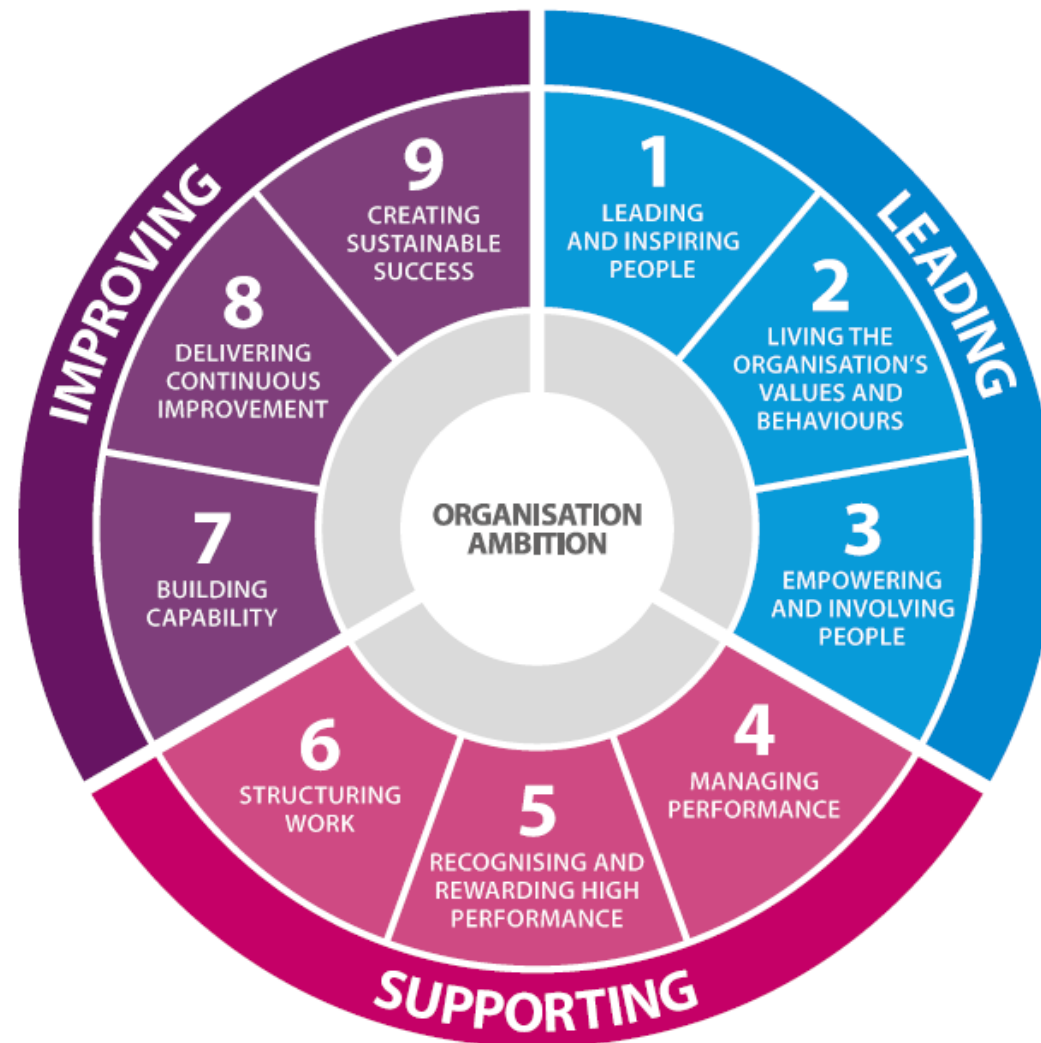 IMPROVING
LEADING
SUPPORTING
1
LEADING
AND INSPIRING
PEOPLE
2
LIVING THE
ORGANISATION'S
VALUES AND
BEHAVIOURS
3
EMPOWERING
AND INVOLVING
PEOPLE
4
MANAGING
PERFORMANCE
5
RECOGNISING AND
REWARDING HIGH
PERFORMANCE
6
STRUCTURING
WORK
7
BUILDING
CAPABILITY
8
DELIVERING
CONTINUOUS
IMPROVEMENT
9
CREATING
SUSTAINABLE
SUCCESS
ORGANISATION
AMBITION